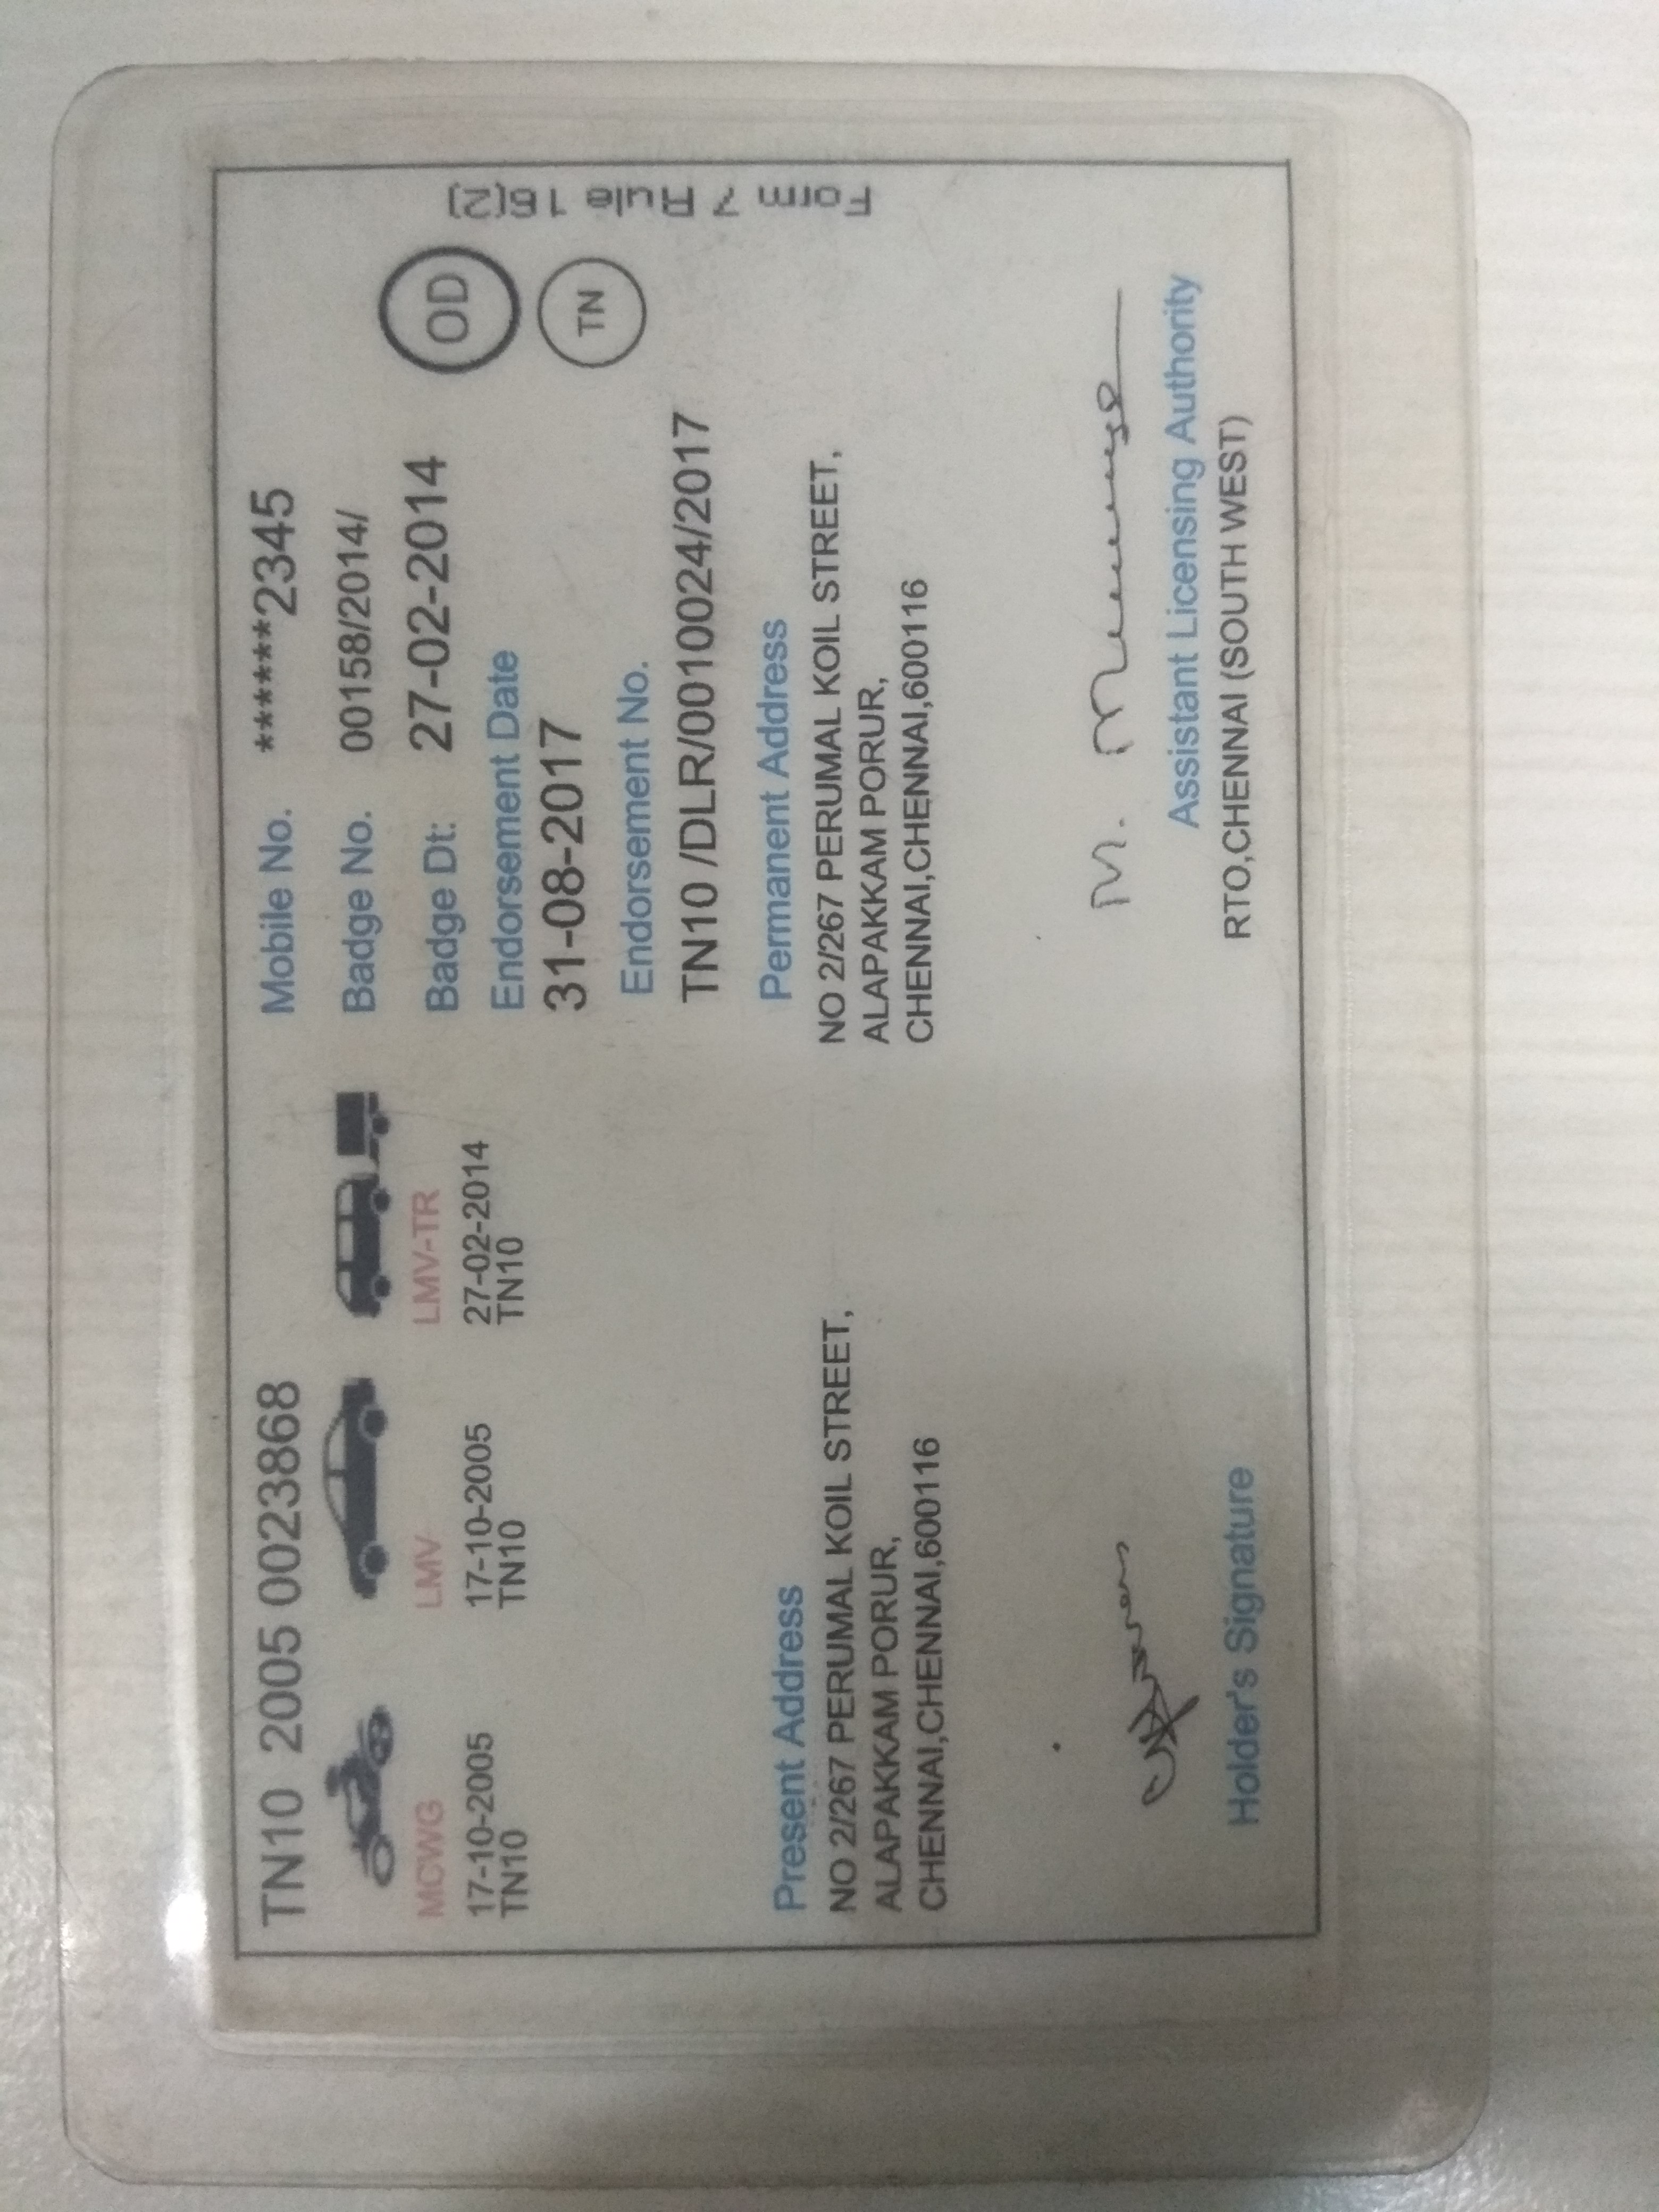 TN10 2005 0023868
MCWG
17-10-2005
TN10
LMV
17-10-2005
TN10
LMV-TR
27-02-2014
TN10
Mobile No. ******2345
Badge No. 00158/2014/
Badge Dt: 27-02-2014
Endorsement Date
31-08-2017
Endorsement No.
TN10 /DLR/0010024/2017
OD
TN
Form 7 Rule 16(2)
Present Address
NO 2/267 PERUMAL KOIL STREET,
ALAPAKKAM PORUR,
CHENNAI,CHENNAI,600116
Permanent Address
NO 2/267 PERUMAL KOIL STREET,
ALAPAKKAM PORUR,
CHENNAI,CHENNAI,600116
Holder's Signature
Assistant Licensing Authority
RTO,CHENNAI (SOUTH WEST)